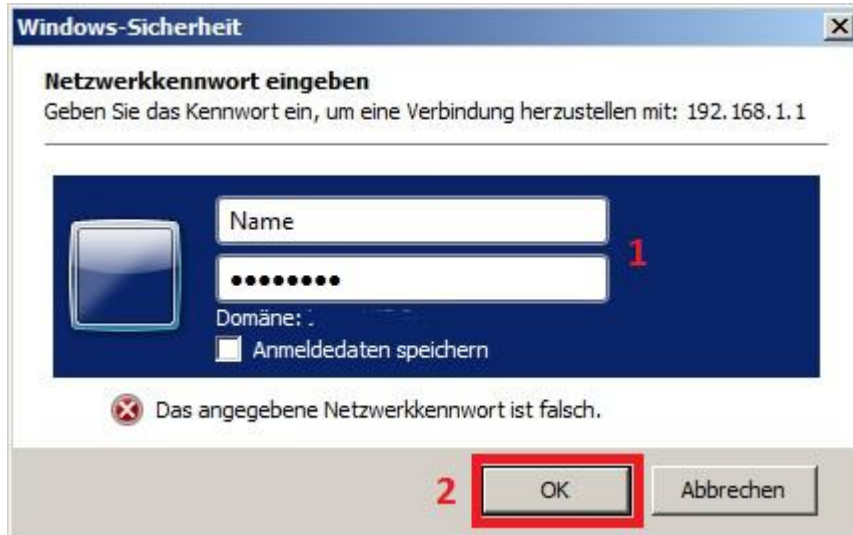 Windows-Sicherheit
Netzwerkkennwort eingeben
Geben Sie das Kennwort ein, um eine Verbindung herzustellen mit: 192.168.1.1
Name
1
Domäne:
Anmeldedaten speichern
Das angegebene Netzwerkkennwort ist falsch.
2 OK Abbrechen